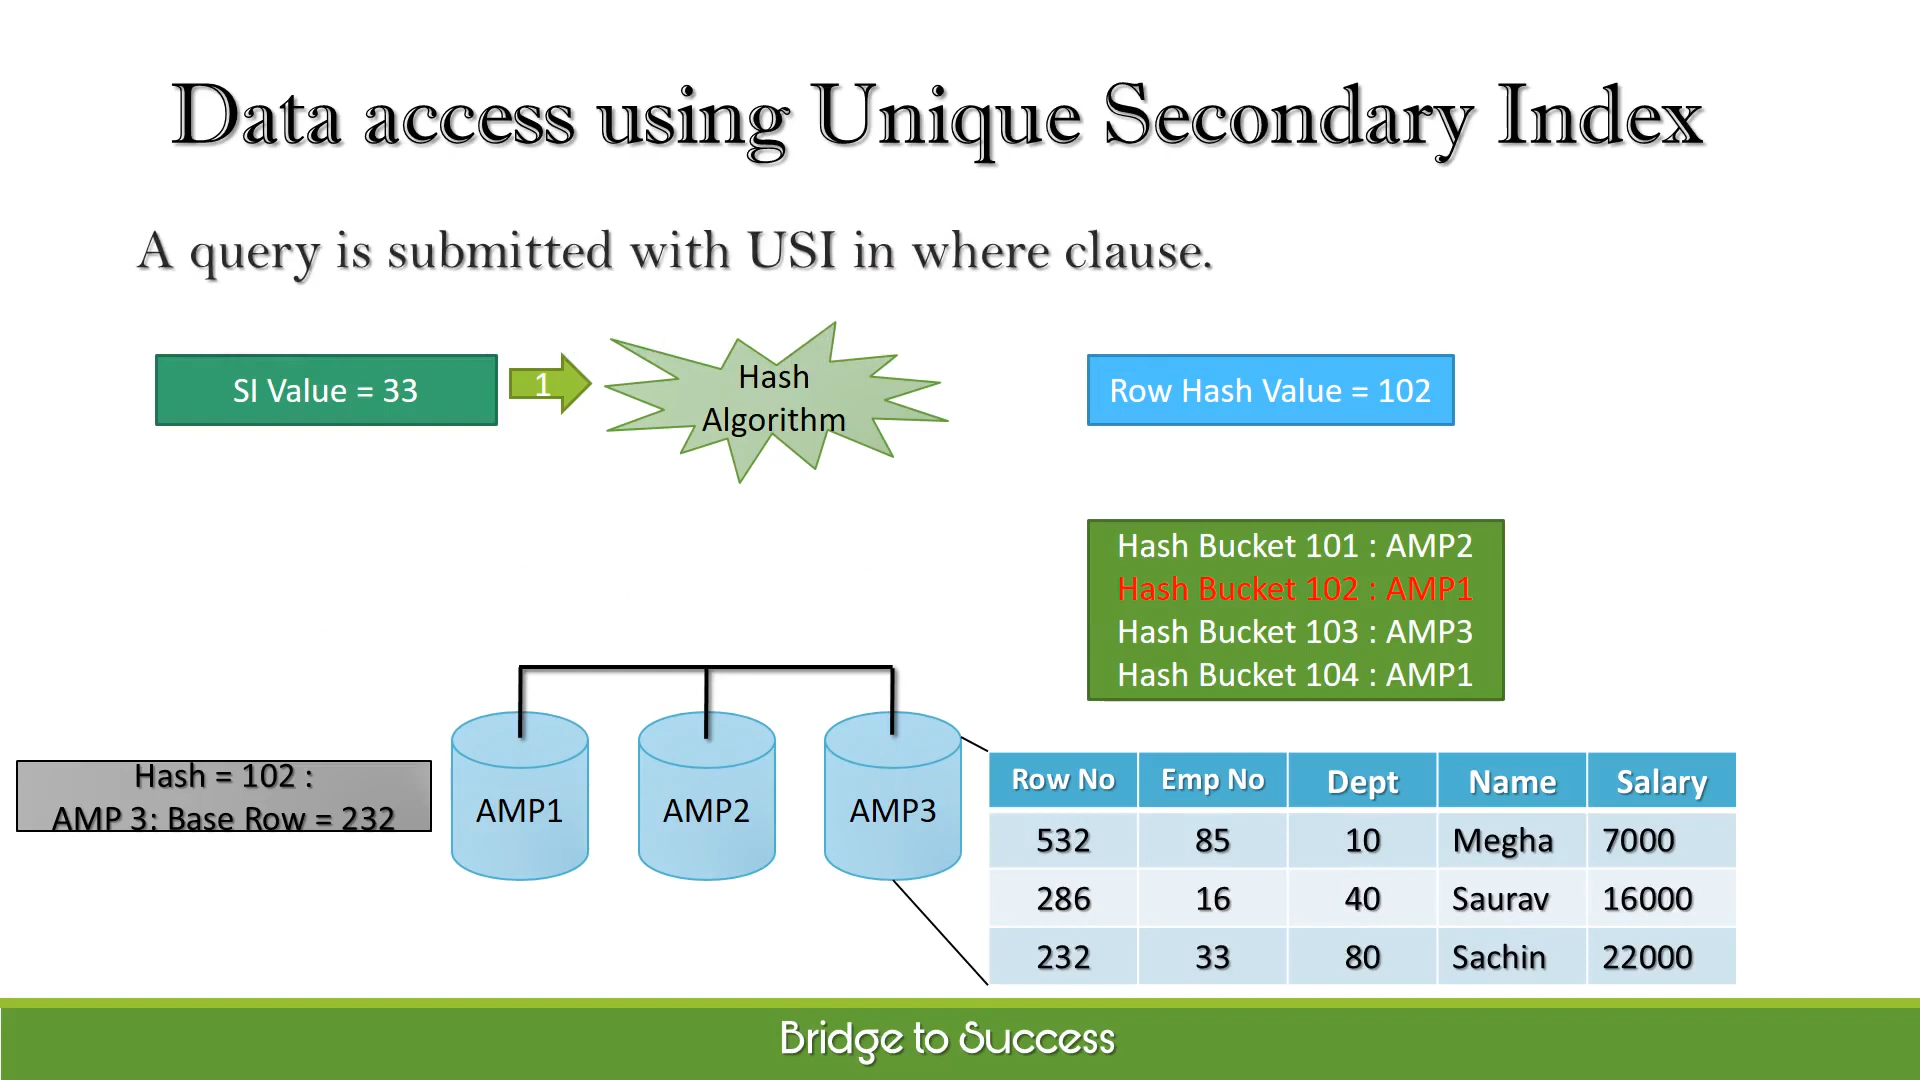 Data access using Unique Secondary Index
A query is submitted with USI in where clause.
SI Value = 33
1
Hash
Algorithm
Row Hash Value = 102
Hash Bucket 101 : AMP2
Hash Bucket 102 : AMP1
Hash Bucket 103 : AMP3
Hash Bucket 104 : AMP1
Hash = 102 :
AMP 3: Base Row = 232
AMP1
AMP2
AMP3
Row No Emp No Dept Name Salary
532 85 10 Megha 7000
286 16 40 Saurav 16000
232 33 80 Sachin 22000
Bridge to Success